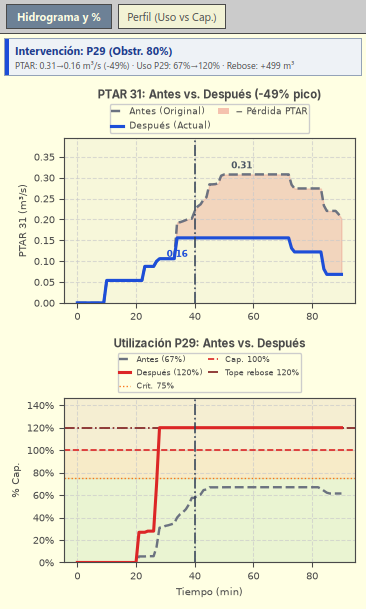 Hidrograma y %
Perfil (Uso vs Cap.)
Intervención: P29 (Obstr. 80%)
PTAR: 0.31→0.16 m³/s (-49%) · Uso P29: 67%→120% · Rebose: +499 m³
PTAR 31: Antes vs. Después (-49% pico)
Antes (Original)
− Pérdida PTAR
Después (Actual)
0.31
0.16
PTAR 31 (m³/s)
0.35
0.30
0.25
0.20
0.15
0.10
0.05
0.00
0 20 40 60 80
Utilización P29: Antes vs. Después
Antes (67%)
Cap. 100%
Después (120%)
Tope rebose 120%
Crit. 75%
% Cap.
140%
120%
100%
80%
60%
40%
20%
0%
0 20 40 60 80
Tiempo (min)